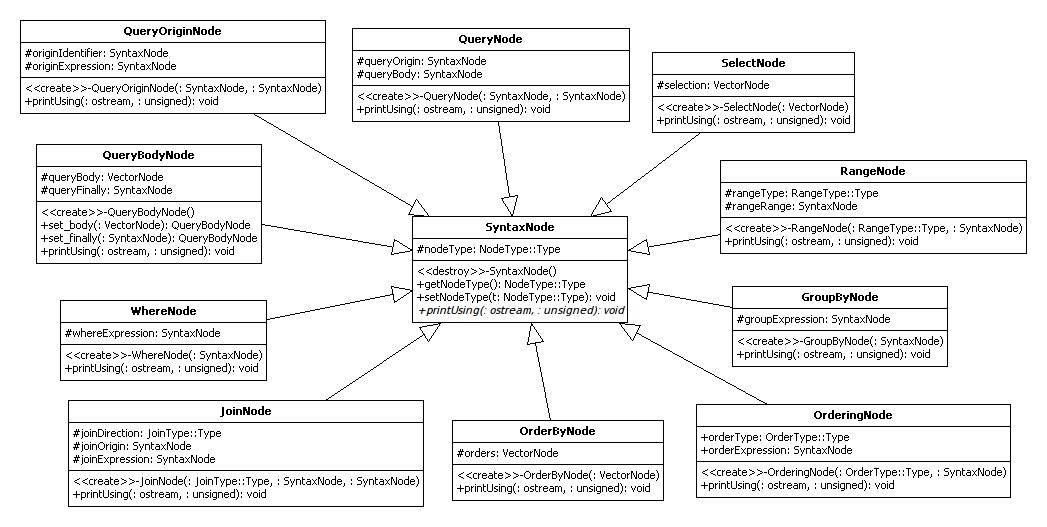 QueryOriginNode
#originIdentifier: SyntaxNode
#originExpression: SyntaxNode
<<create>>-QueryOriginNode(: SyntaxNode, : SyntaxNode)
+printUsing(: ostream, : unsigned): void
QueryNode
#queryOrigin: SyntaxNode
#queryBody: SyntaxNode
<<create>>-QueryNode(: SyntaxNode, : SyntaxNode)
+printUsing(: ostream, : unsigned): void
SelectNode
#selection: VectorNode
<<create>>-SelectNode(: VectorNode)
+printUsing(: ostream, : unsigned): void
QueryBodyNode
#queryBody: VectorNode
#queryFinally: SyntaxNode
<<create>>-QueryBodyNode()
+set_body(: VectorNode): QueryBodyNode
+set_finally(: SyntaxNode): QueryBodyNode
+printUsing(: ostream, : unsigned): void
RangeNode
#rangeType: RangeType::Type
#rangeRange: SyntaxNode
<<create>>-RangeNode(: RangeType::Type, : SyntaxNode)
+printUsing(: ostream, : unsigned): void
SyntaxNode
#nodeType: NodeType::Type
<<destroy>>-SyntaxNode()
+getNodeType(): NodeType::Type
+setNodeType(t: NodeType::Type): void
+printUsing(: ostream, : unsigned): void
WhereNode
#whereExpression: SyntaxNode
<<create>>-WhereNode(: SyntaxNode)
+printUsing(: ostream, : unsigned): void
GroupByNode
#groupExpression: SyntaxNode
<<create>>-GroupByNode(: SyntaxNode)
+printUsing(: ostream, : unsigned): void
JoinNode
#joinDirection: JoinType::Type
#joinOrigin: SyntaxNode
#joinExpression: SyntaxNode
<<create>>-JoinNode(: JoinType::Type, : SyntaxNode, : SyntaxNode)
+printUsing(: ostream, : unsigned): void
OrderByNode
#orders: VectorNode
<<create>>-OrderByNode(: VectorNode)
+printUsing(: ostream, : unsigned): void
OrderingNode
+orderType: OrderType::Type
+orderExpression: SyntaxNode
<<create>>-OrderingNode(: OrderType::Type, : SyntaxNode)
+printUsing(: ostream, : unsigned): void